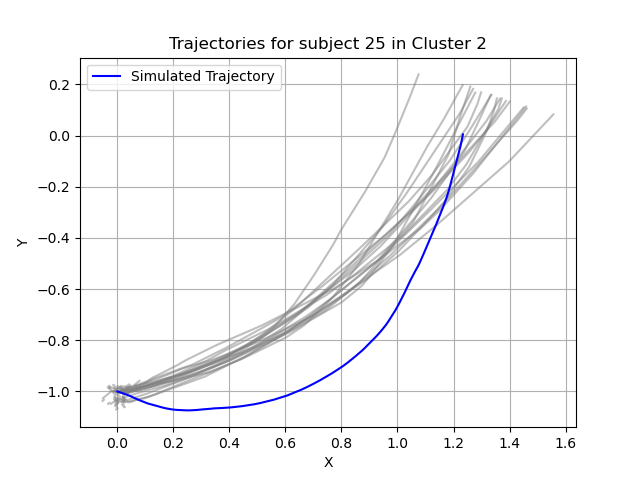 Trajectories for subject 25 in Cluster 2
Simulated Trajectory
0.2
0.0
−0.2
−0.4
−0.6
−0.8
−1.0
Y
0.0 0.2 0.4 0.6 0.8 1.0 1.2 1.4 1.6
X